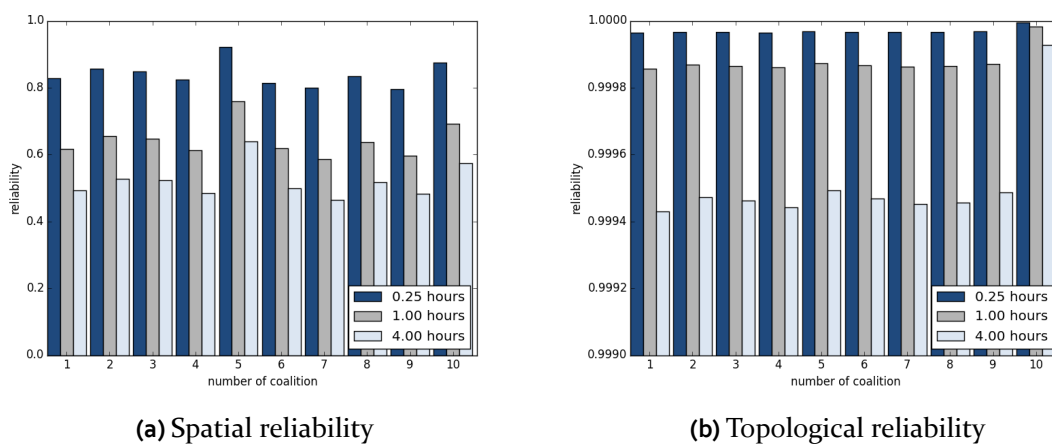 1.0
0.8
0.6
0.4
0.2
0.0
reliability
1 2 3 4 5 6 7 8 9 10
number of coalition
0.25 hours
1.00 hours
4.00 hours
(a) Spatial reliability
1.0000
0.9998
0.9996
0.9994
0.9992
0.9990
reliability
1 2 3 4 5 6 7 8 9 10
number of coalition
0.25 hours
1.00 hours
4.00 hours
(b) Topological reliability